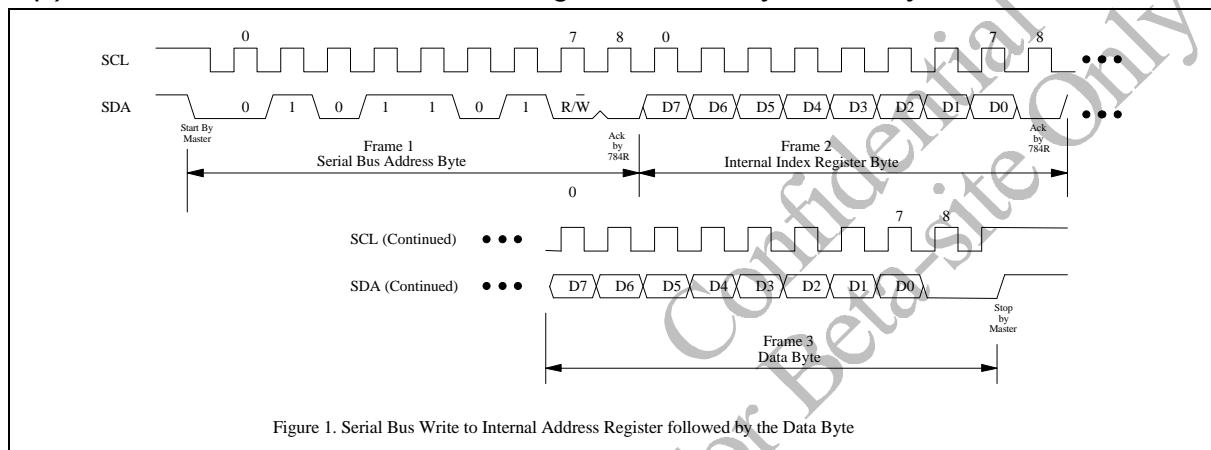 0 7 8 0 7 8
SCL
SDA 0 1 0 1 1 0 1 R/W D7 D6 D5 D4 D3 D2 D1 D0
Start By
Master
Ack
by
784R
Ack
by
784R
Frame 1
Serial Bus Address Byte
Frame 2
Internal Index Register Byte
0 7 8
SCL (Continued)
SDA (Continued) D7 D6 D5 D4 D3 D2 D1 D0
Stop
by
Master
Frame 3
Data Byte
Figure 1. Serial Bus Write to Internal Address Register followed by the Data Byte
Confidential
For Beta-site Only